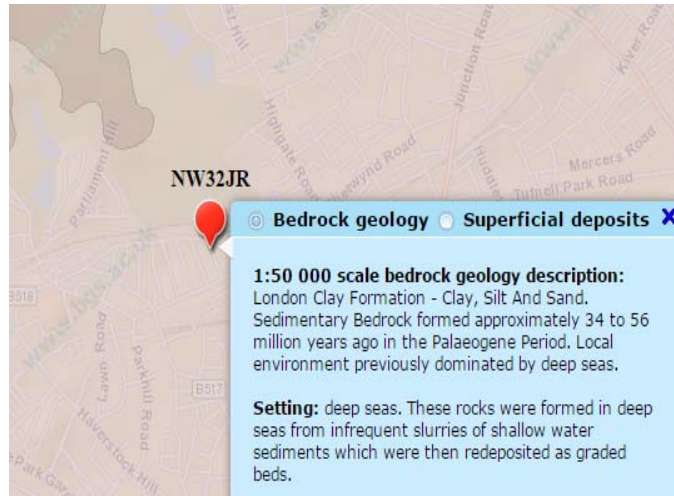 Junction Road
River Road
Highgate Road
Chetwynd Road
Mercers Road
Tufnell Park Road
Parliament Hill
NW32JR
Bedrock geology Superficial deposits X
1:50 000 scale bedrock geology description:
London Clay Formation - Clay, Silt And Sand.
Sedimentary Bedrock formed approximately 34 to 56
million years ago in the Palaeogene Period. Local
environment previously dominated by deep seas.
Setting: deep seas. These rocks were formed in deep
seas from infrequent slurries of shallow water
sediments which were then redeposited as graded
beds.
B518
Lawn Road
Parkhill Road
B517
Haverstock Hill